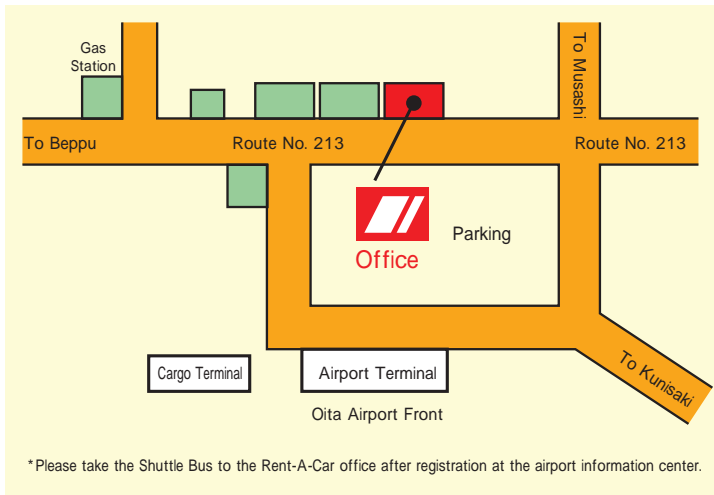 Gas
Station
To Musashi
To Beppu
Route No. 213
Route No. 213
Parking
Office
To Kunisaki
Cargo Terminal
Airport Terminal
Oita Airport Front
*Please take the Shuttle Bus to the Rent-A-Car office after registration at the airport information center.